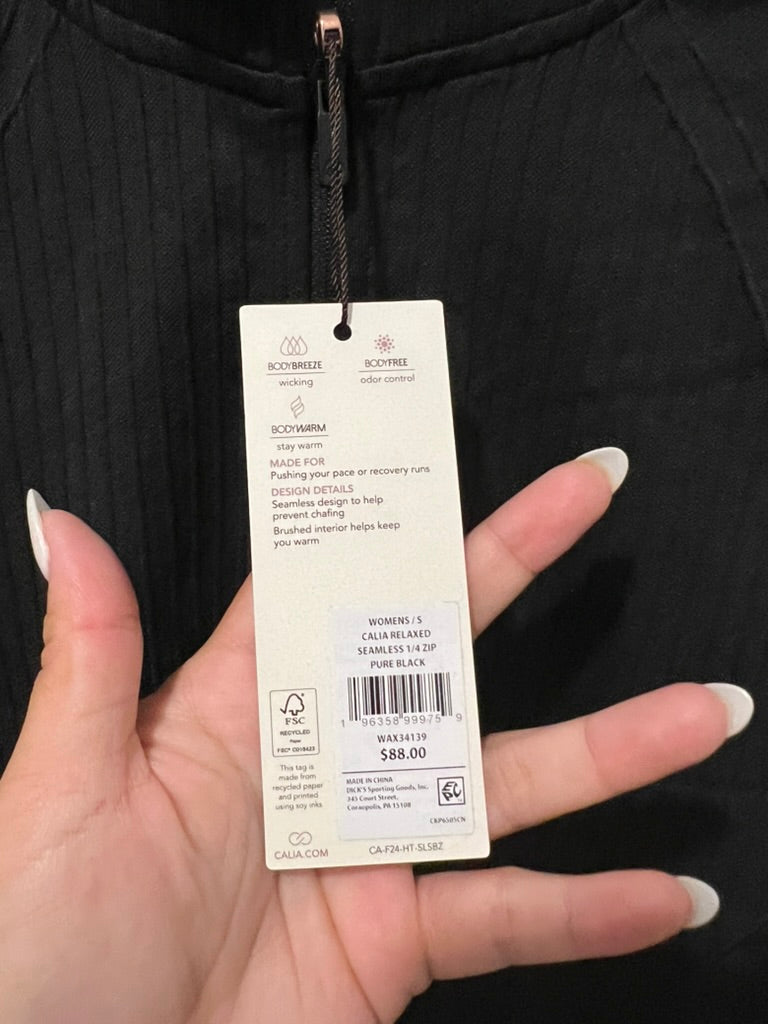 BODYBREEZE
wicking
BODYFREE
odor control
BODYWARM
stay warm
MADE FOR
Pushing your pace or recovery runs
DESIGN DETAILS
Seamless design to help
prevent chafing
Brushed interior helps keep
you warm
WOMENS / S
CALIA RELAXED
SEAMLESS 1/4 ZIP
PURE BLACK
1 96358 99975 9
WAX34139
$88.00
MADE IN CHINA
DICK'S Sporting Goods, Inc.
345 Court Street,
Coraopolis, PA 15108
CKP6505CN
FSC
RECYCLED
Paper
FSC® C018423
This tag is
made from
recycled paper
and printed
using soy inks
CALIA.COM
CA-F24-HT-SLSBZ